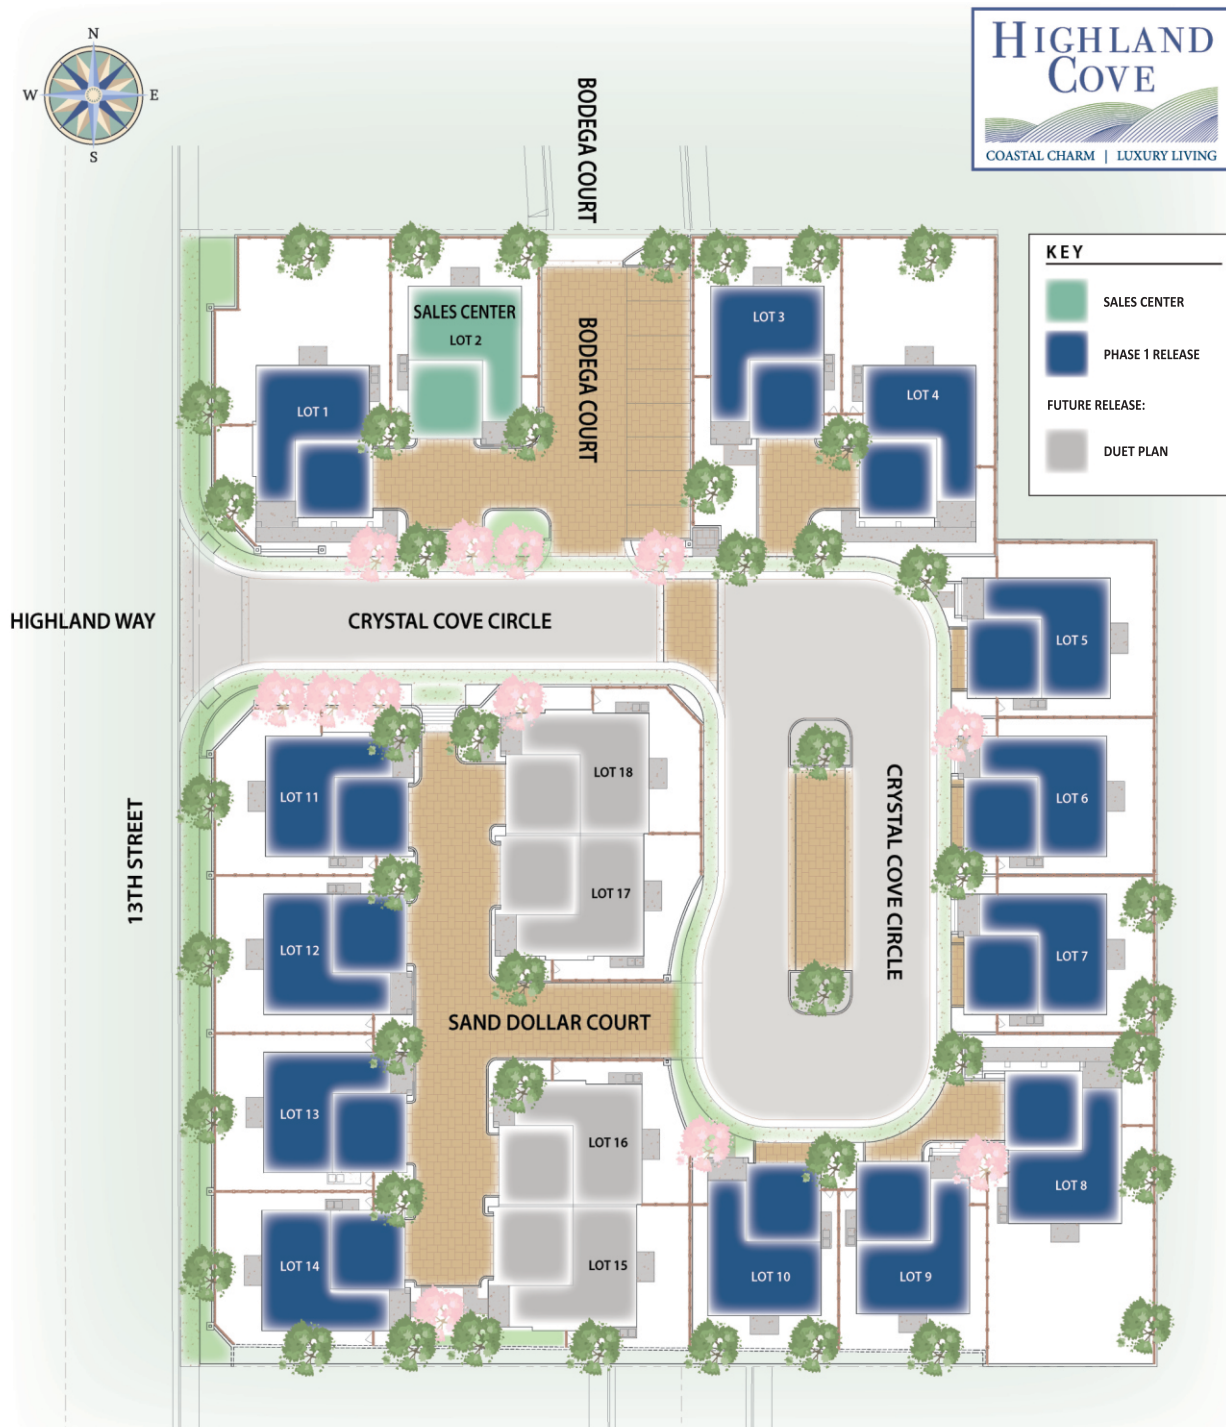 N
W
E
S
HIGHLAND
COVE
COASTAL CHARM | LUXURY LIVING
BODEGA COURT
KEY
SALES CENTER
PHASE 1 RELEASE
FUTURE RELEASE:
DUET PLAN
SALES CENTER
LOT 2
LOT 3
LOT 1
LOT 4
BODEGA COURT
HIGHLAND WAY
CRYSTAL COVE CIRCLE
LOT 5
LOT 18
LOT 11
LOT 6
13TH STREET
CRYSTAL COVE CIRCLE
LOT 17
LOT 12
LOT 7
SAND DOLLAR COURT
LOT 13
LOT 16
LOT 8
LOT 14
LOT 15
LOT 10
LOT 9